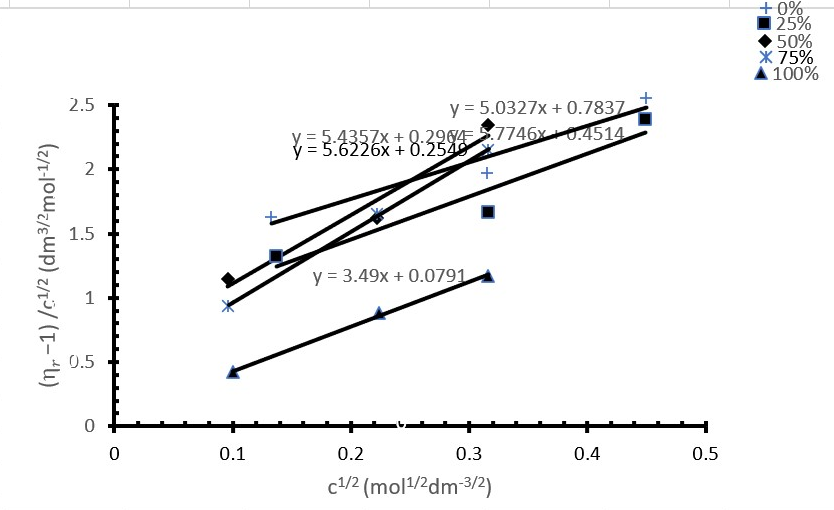 0%
25%
50%
75%
100%
y = 5.0327x + 0.7837
y = 5.4357x + 0.2964
y = 5.7746x + 0.4514
y = 5.6226x + 0.2549
y = 3.49x + 0.0791
(ηr −1) /c1/2 (dm3/2mol-1/2)
2.5
2
1.5
1
0.5
0
0
0.1
0.2
0.3
0.4
0.5
c1/2 (mol1/2dm-3/2)